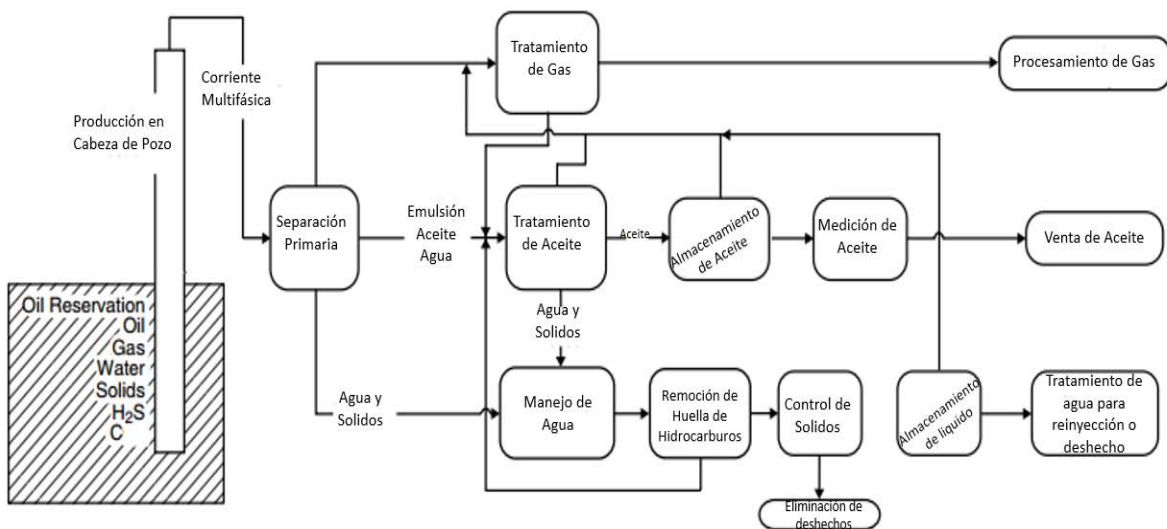 Producción en
Cabeza de Pozo
Corriente
Multifásica
Oil Reservation
Oil
Gas
Water
Solids
H2S
C
Separación
Primaria
Tratamiento
de Gas
Procesamiento de Gas
Emulsión
Aceite
Agua
Tratamiento
de Aceite
Aceite
Almacenamiento
de Aceite
Medición de
Aceite
Venta de Aceite
Agua y
Solidos
Agua y
Solidos
Manejo de
Agua
Remoción de
Huella de
Hidrocarburos
Control de
Solidos
Eliminación de
deshechos
Almacenamiento
de liquido
Tratamiento de
agua para
reinyección o
deshecho